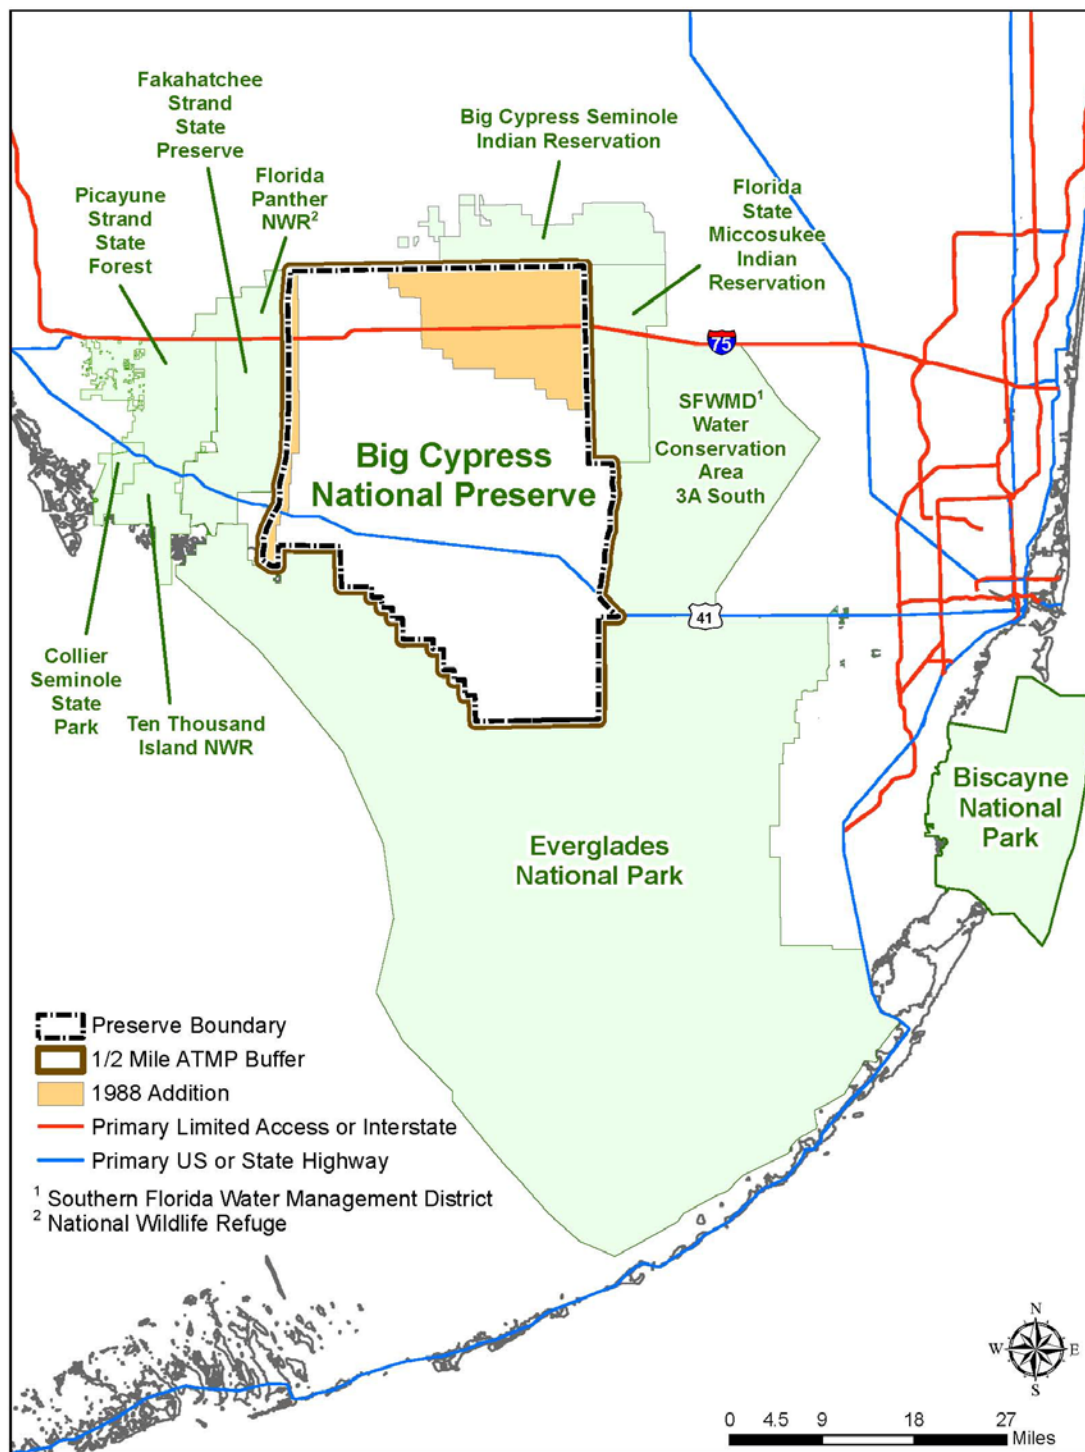 Fakahatchee
Strand
State
Preserve
Big Cypress Seminole
Indian Reservation
Picayune
Strand
State
Forest
Florida
Panther
NWR²
Florida
State
Miccosukee
Indian
Reservation
75
SFWMD¹
Water
Conservation
Area
3A South
Big Cypress
National Preserve
41
Collier
Seminole
State
Park
Ten Thousand
Island NWR
Biscayne
National
Park
Everglades
National Park
Preserve Boundary
1/2 Mile ATMP Buffer
1988 Addition
Primary Limited Access or Interstate
Primary US or State Highway
¹ Southern Florida Water Management District
² National Wildlife Refuge
N
W E
S
0 4.5 9 18 27
Miles